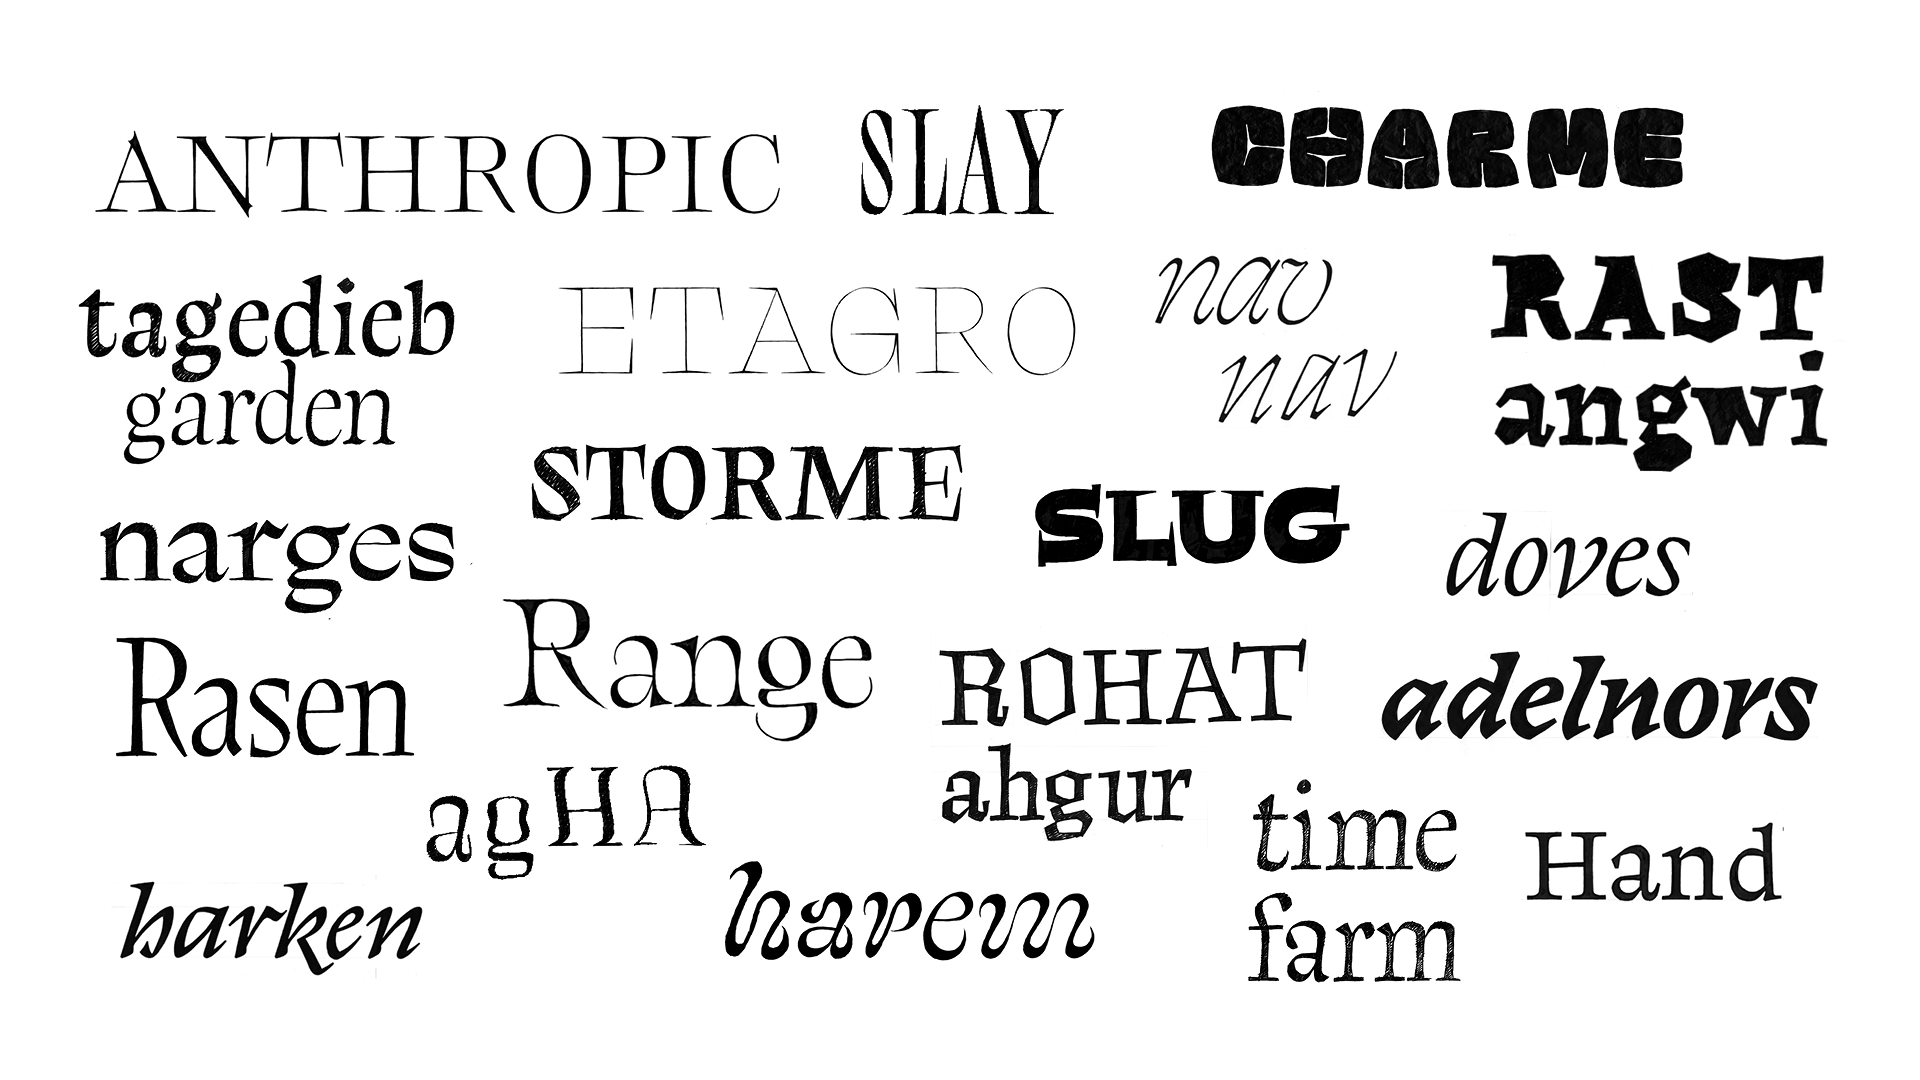 ANTHROPIC
SLAY
CHARME
tagedieb
garden
ETAGRO
nav
nav
RAST
angwi
STORME
narges
SLUG
doves
Rasen
Range
ROHAT
ahgur
adelnors
agHA
time
farm
Hand
harken
harem